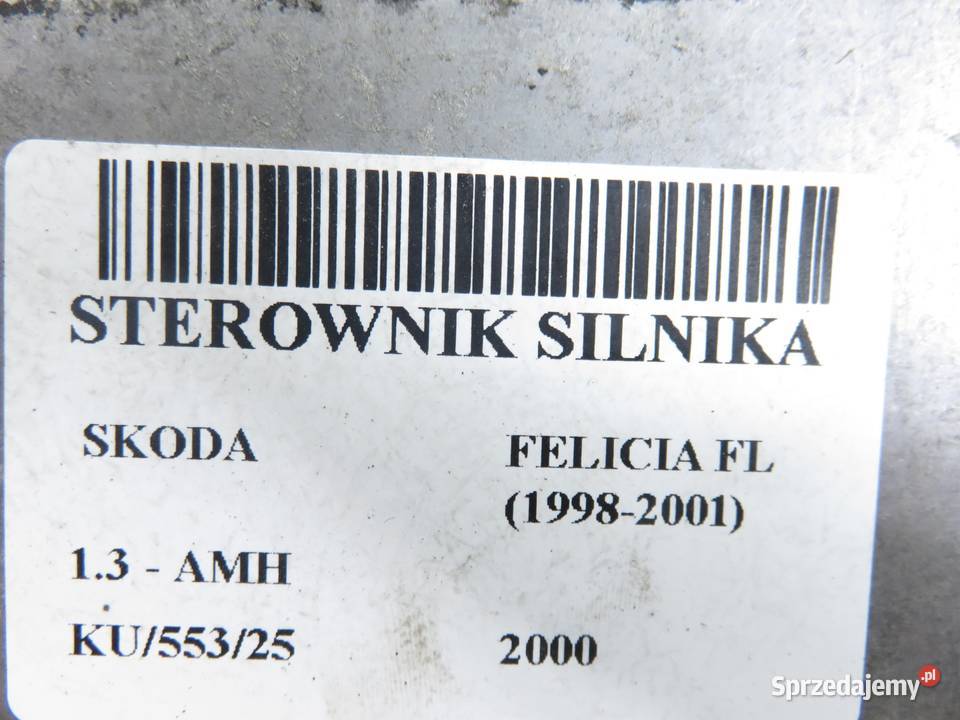 STEROWNIK SILNIKA
SKODA
FELICIA FL
(1998-2001)
1.3 - AMH
KU/553/25
2000
Sprzedajemy.pl